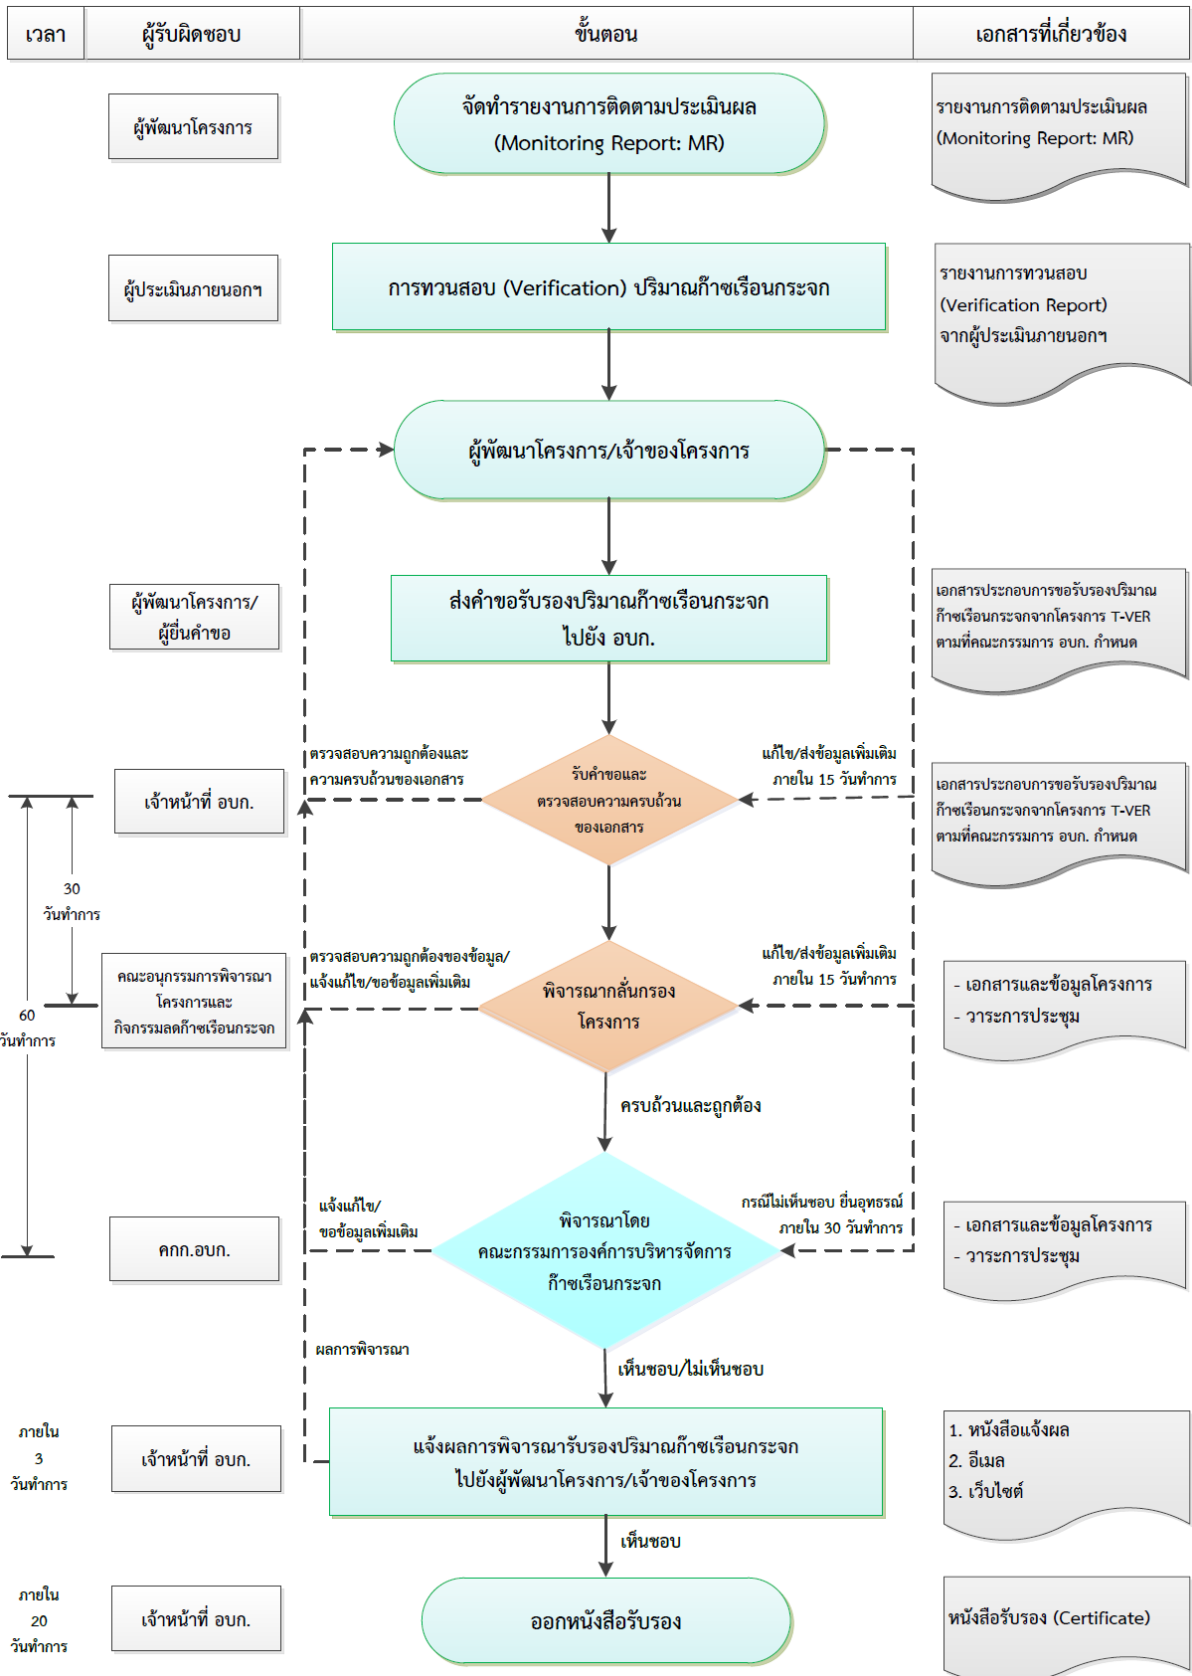 เวลา
ผู้รับผิดชอบ
ขั้นตอน
เอกสารที่เกี่ยวข้อง
ผู้พัฒนาโครงการ
จัดทำรายงานการติดตามประเมินผล
(Monitoring Report: MR)
รายงานการติดตามประเมินผล
(Monitoring Report: MR)
ผู้ประเมินภายนอกฯ
การทวนสอบ (Verification) ปริมาณก๊าซเรือนกระจก
รายงานการทวนสอบ
(Verification Report)
จากผู้ประเมินภายนอกฯ
ผู้พัฒนาโครงการ/เจ้าของโครงการ
ผู้พัฒนาโครงการ/
ผู้ยื่นคำขอ
ส่งคำขอรับรองปริมาณก๊าซเรือนกระจก
ไปยัง อบก.
เอกสารประกอบการขอรับรองปริมาณ
ก๊าซเรือนกระจกจากโครงการ T-VER
ตามที่คณะกรรมการ อบก. กำหนด
เจ้าหน้าที่ อบก.
ตรวจสอบความถูกต้องและ
ความครบถ้วนของเอกสาร
รับคำขอและ
ตรวจสอบความครบถ้วน
ของเอกสาร
แก้ไข/ส่งข้อมูลเพิ่มเติม
ภายใน 15 วันทำการ
เอกสารประกอบการขอรับรองปริมาณ
ก๊าซเรือนกระจกจากโครงการ T-VER
ตามที่คณะกรรมการ อบก. กำหนด
30
วันทำการ
60
วันทำการ
คณะอนุกรรมการพิจารณา
โครงการและ
กิจกรรมลดก๊าซเรือนกระจก
ตรวจสอบความถูกต้องของข้อมูล/
แจ้งแก้ไข/ขอข้อมูลเพิ่มเติม
พิจารณากลั่นกรอง
โครงการ
แก้ไข/ส่งข้อมูลเพิ่มเติม
ภายใน 15 วันทำการ
- เอกสารและข้อมูลโครงการ
- วาระการประชุม
ครบถ้วนและถูกต้อง
คกก.อบก.
แจ้งแก้ไข/
ขอข้อมูลเพิ่มเติม
พิจารณาโดย
คณะกรรมการองค์การบริหารจัดการ
ก๊าซเรือนกระจก
กรณีไม่เห็นชอบ ยื่นอุทธรณ์
ภายใน 30 วันทำการ
- เอกสารและข้อมูลโครงการ
- วาระการประชุม
ผลการพิจารณา
เห็นชอบ/ไม่เห็นชอบ
ภายใน
3
วันทำการ
เจ้าหน้าที่ อบก.
แจ้งผลการพิจารณารับรองปริมาณก๊าซเรือนกระจก
ไปยังผู้พัฒนาโครงการ/เจ้าของโครงการ
1. หนังสือแจ้งผล
2. อีเมล
3. เว็บไซต์
เห็นชอบ
ภายใน
20
วันทำการ
เจ้าหน้าที่ อบก.
ออกหนังสือรับรอง
หนังสือรับรอง (Certificate)